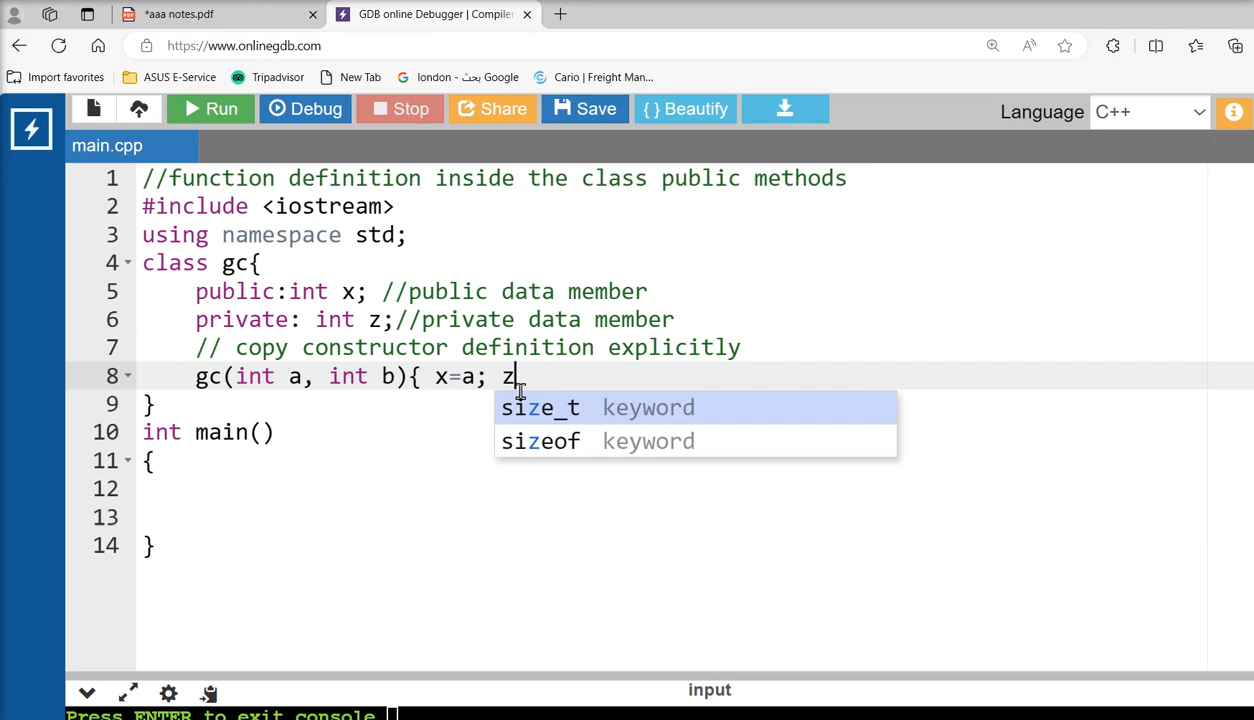 *aaa notes.pdf
GDB online Debugger | Compiler
https://www.onlinegdb.com
Import favorites
ASUS E-Service
Tripadvisor
New Tab
london - بحث Google
Cario | Freight Man...
Run
Debug
Stop
Share
Save
{ } Beautify
Language C++
main.cpp
1 //function definition inside the class public methods
2 #include <iostream>
3 using namespace std;
4 class gc{
5 public:int x; //public data member
6 private: int z;//private data member
7 // copy constructor definition explicitly
8 gc(int a, int b){ x=a; z
size_t keyword
sizeof keyword
9 }
10 int main()
11 {
12
13
14 }
input
Press ENTER to exit console